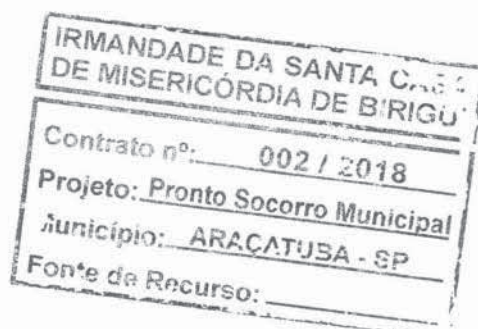 IRMANDADE DA SANTA
DE MISERICÓRDIA DE BIRIGU
Contrato nº: 002 / 2018
Projeto: Pronto Socorro Municipal
Município: ARAÇATUBA - SP
Fonte de Recurso: